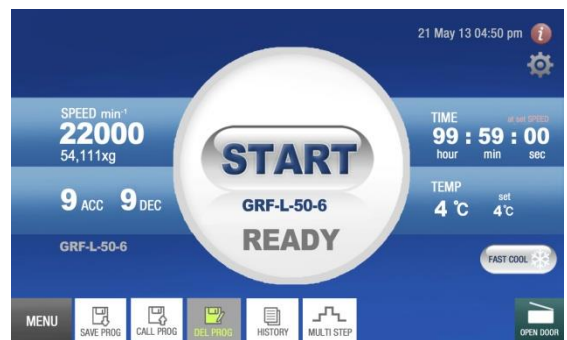 21 May 13 04:50 pm
SPEED min⁻¹
22000
54,111xg
9 ACC 9 DEC
GRF-L-50-6
START
GRF-L-50-6
READY
TIME at set SPEED
99 : 59 : 00
hour min sec
TEMP set
4 °C 4°C
FAST COOL
MENU
SAVE PROG
CALL PROG
DEL PROG
HISTORY
MULTI STEP
OPEN DOOR